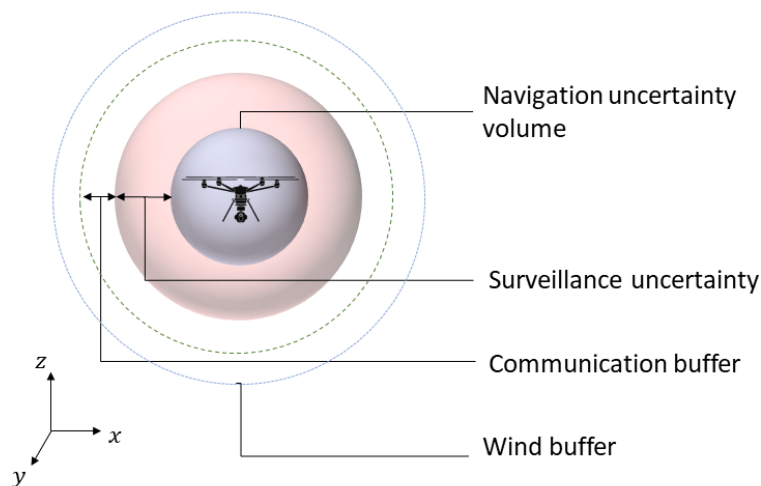 Navigation uncertainty
volume
Surveillance uncertainty
Communication buffer
Wind buffer
z
x
y